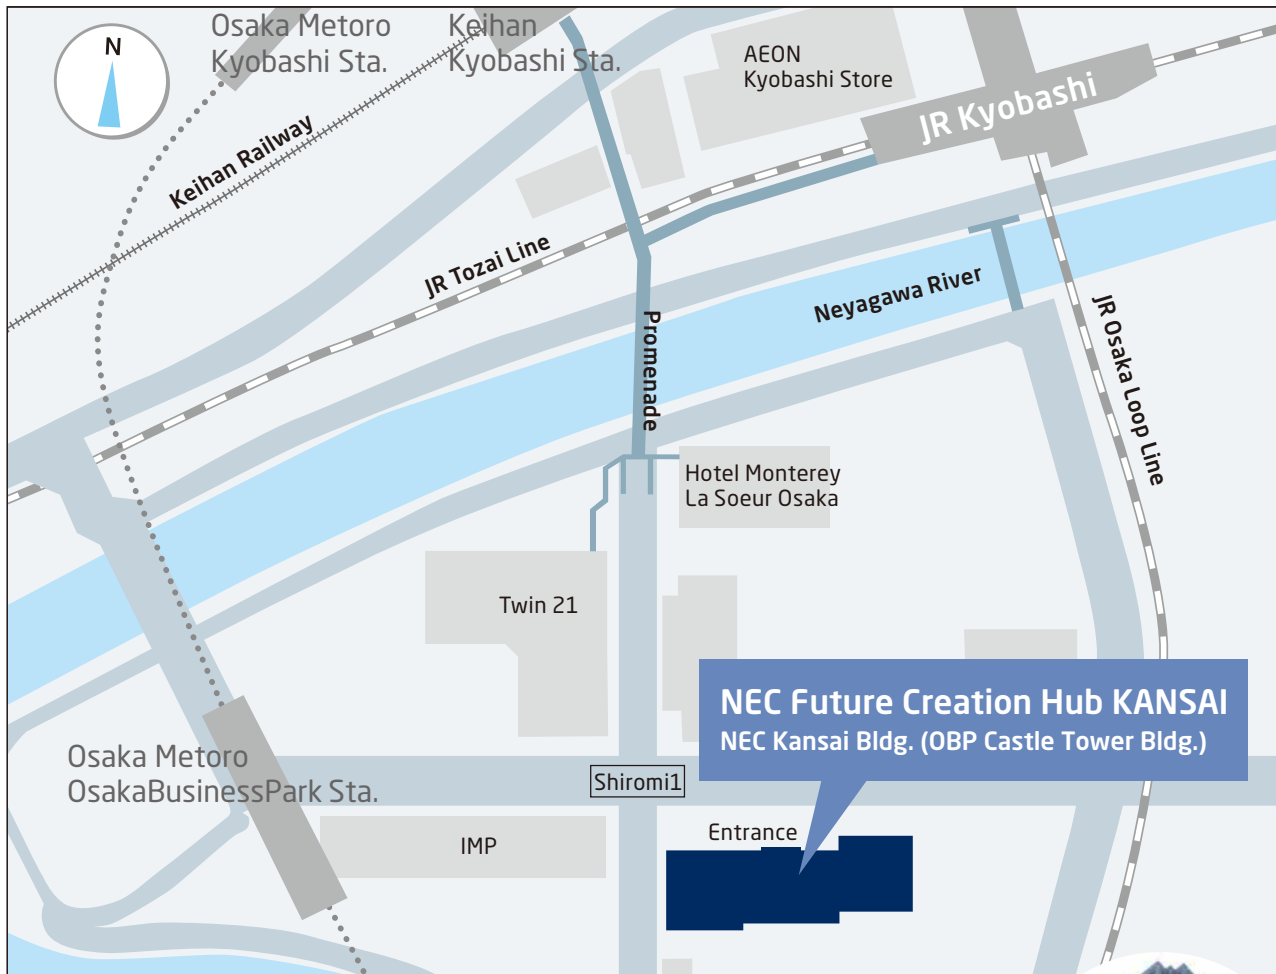 Osaka Metoro
Kyobashi Sta.
Keihan
Kyobashi Sta.
N
AEON
Kyobashi Store
JR Kyobashi
Keihan Railway
JR Tozai Line
Neyagawa River
Promenade
JR Osaka Loop Line
Hotel Monterey
La Soeur Osaka
Twin 21
NEC Future Creation Hub KANSAI
NEC Kansai Bldg. (OBP Castle Tower Bldg.)
Osaka Metoro
OsakaBusinessPark Sta.
Shiromi1
Entrance
IMP